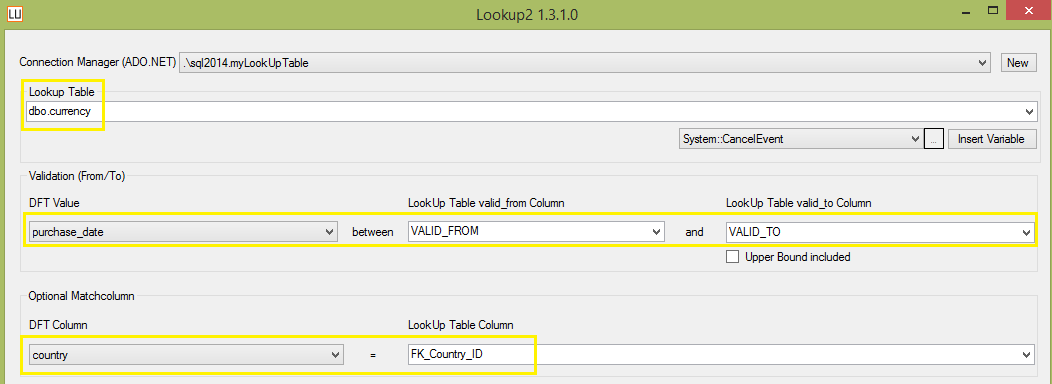 LU Lookup2 1.3.1.0
Connection Manager (ADO.NET) .\sql2014.myLookUpTable New
Lookup Table
dbo.currency
System::CancelEvent ... Insert Variable
Validation (From/To)
DFT Value LookUp Table valid_from Column LookUp Table valid_to Column
purchase_date between VALID_FROM and VALID_TO
Upper Bound included
Optional Matchcolumn
DFT Column LookUp Table Column
country = FK_Country_ID